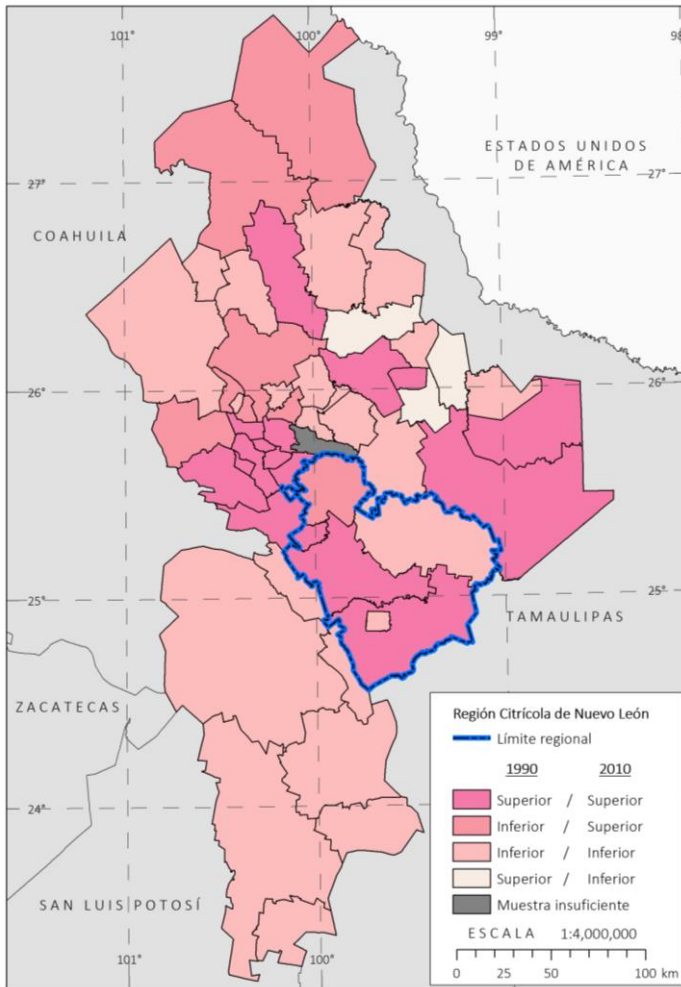 101°
100°
99°
98
ESTADOS UNIDOS
DE AMÉRICA
27°
27°
COAHUILA
26°
26°
25°
25°
TAMAULIPAS
ZACATECAS
24°
SAN LUIS POTOSÍ
101°
100°
Región Citrícola de Nuevo León
Límite regional
1990 2010
Superior / Superior
Inferior / Superior
Inferior / Inferior
Superior / Inferior
Muestra insuficiente
ESCALA 1:4,000,000
0 25 50 100 km